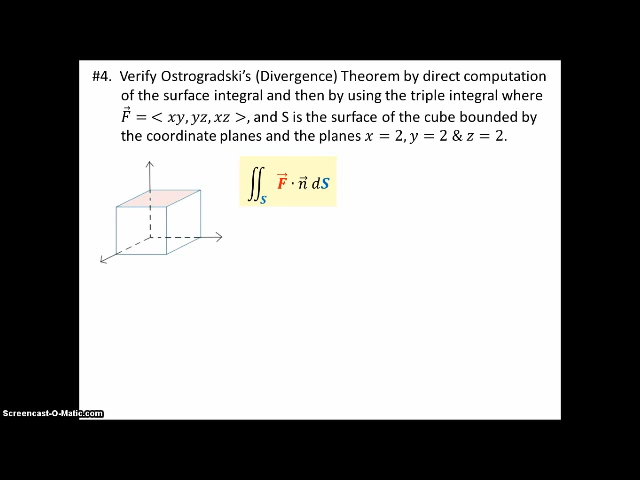 #4. Verify Ostrogradski's (Divergence) Theorem by direct computation
of the surface integral and then by using the triple integral where
F⃗ = < xy, yz, xz >, and S is the surface of the cube bounded by
the coordinate planes and the planes x = 2, y = 2 & z = 2.
∬_S F⃗ · n⃗ dS
Screencast-O-Matic.com